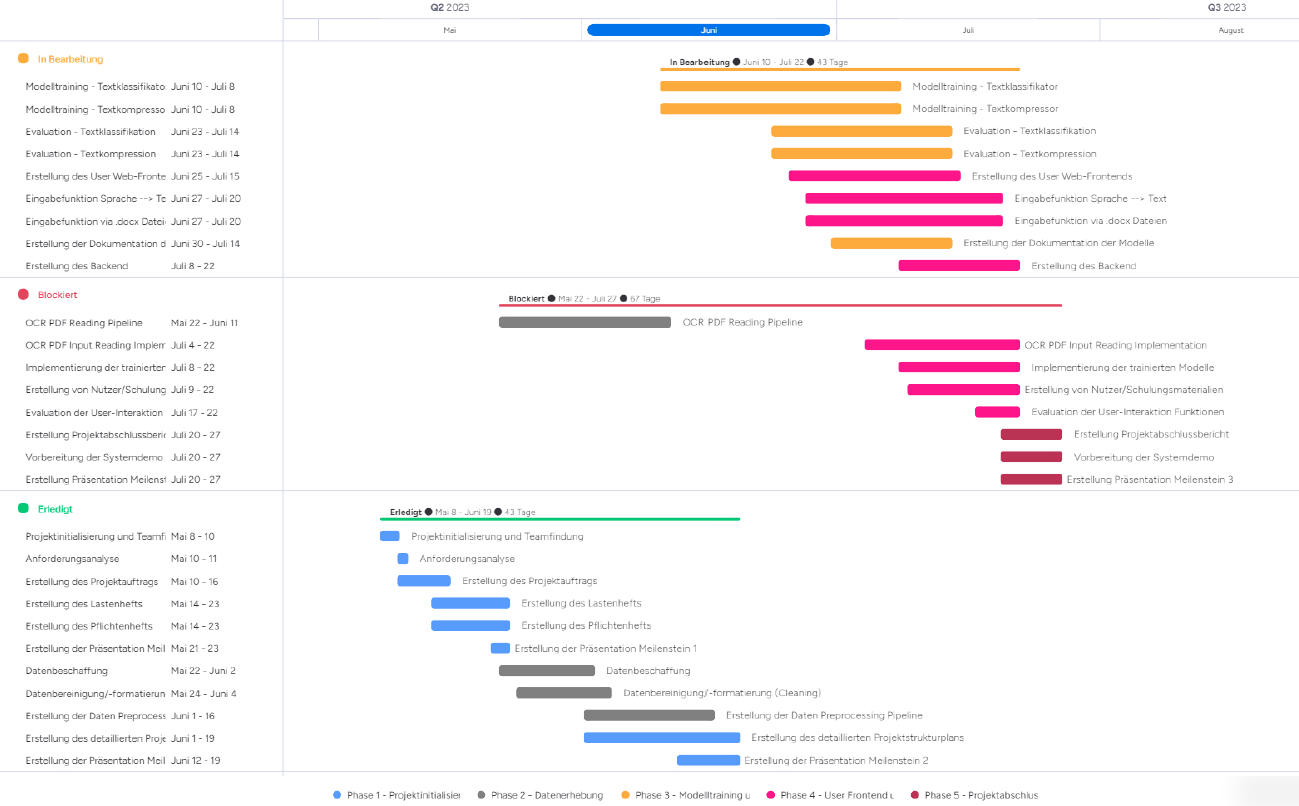 Q2 2023 Q3 2023
Mai Juni Juli August
In Bearbeitung
In Bearbeitung ● Juni 10 - Juli 22 ● 43 Tage
Modelltraining - Textklassifikato Juni 10 - Juli 8 Modelltraining - Textklassifikator
Modelltraining - Textkompresso Juni 10 - Juli 8 Modelltraining - Textkompressor
Evaluation - Textklassifikation Juni 23 - Juli 14 Evaluation - Textklassifikation
Evaluation - Textkompression Juni 23 - Juli 14 Evaluation - Textkompression
Erstellung des User Web-Fronte Juni 25 - Juli 15 Erstellung des User Web-Frontends
Eingabefunktion Sprache --> Te Juni 27 - Juli 20 Eingabefunktion Sprache --> Text
Eingabefunktion via .docx Datei Juni 27 - Juli 20 Eingabefunktion via .docx Dateien
Erstellung der Dokumentation d Juni 30 - Juli 14 Erstellung der Dokumentation der Modelle
Erstellung des Backend Juli 8 - 22 Erstellung des Backend
Blockiert
Blockiert ● Mai 22 - Juli 27 ● 67 Tage
OCR PDF Reading Pipeline Mai 22 - Juni 11 OCR PDF Reading Pipeline
OCR PDF Input Reading Implem Juli 4 - 22 OCR PDF Input Reading Implementation
Implementierung der trainierten Juli 8 - 22 Implementierung der trainierten Modelle
Erstellung von Nutzer/Schulung Juli 9 - 22 Erstellung von Nutzer/Schulungsmaterialien
Evaluation der User-Interaktion Juli 17 - 22 Evaluation der User-Interaktion Funktionen
Erstellung Projektabschlussberic Juli 20 - 27 Erstellung Projektabschlussbericht
Vorbereitung der Systemdemo Juli 20 - 27 Vorbereitung der Systemdemo
Erstellung Präsentation Meilenst Juli 20 - 27 Erstellung Präsentation Meilenstein 3
Erledigt
Erledigt ● Mai 8 - Juni 19 ● 43 Tage
Projektinitialisierung und Teamfi Mai 8 - 10 Projektinitialisierung und Teamfindung
Anforderungsanalyse Mai 10 - 11 Anforderungsanalyse
Erstellung des Projektauftrags Mai 10 - 16 Erstellung des Projektauftrags
Erstellung des Lastenhefts Mai 14 - 23 Erstellung des Lastenhefts
Erstellung des Pflichtenhefts Mai 14 - 23 Erstellung des Pflichtenhefts
Erstellung der Präsentation Meil Mai 21 - 23 Erstellung der Präsentation Meilenstein 1
Datenbeschaffung Mai 22 - Juni 2 Datenbeschaffung
Datenbereinigung/-formatierun Mai 24 - Juni 4 Datenbereinigung/-formatierung (Cleaning)
Erstellung der Daten Preprocess Juni 1 - 16 Erstellung der Daten Preprocessing Pipeline
Erstellung des detaillierten Proje Juni 1 - 19 Erstellung des detaillierten Projektstrukturplans
Erstellung der Präsentation Meil Juni 12 - 19 Erstellung der Präsentation Meilenstein 2
Phase 1 - Projektinitialisier Phase 2 - Datenerhebung Phase 3 - Modelltraining u Phase 4 - User Frontend u Phase 5 - Projektabschlus